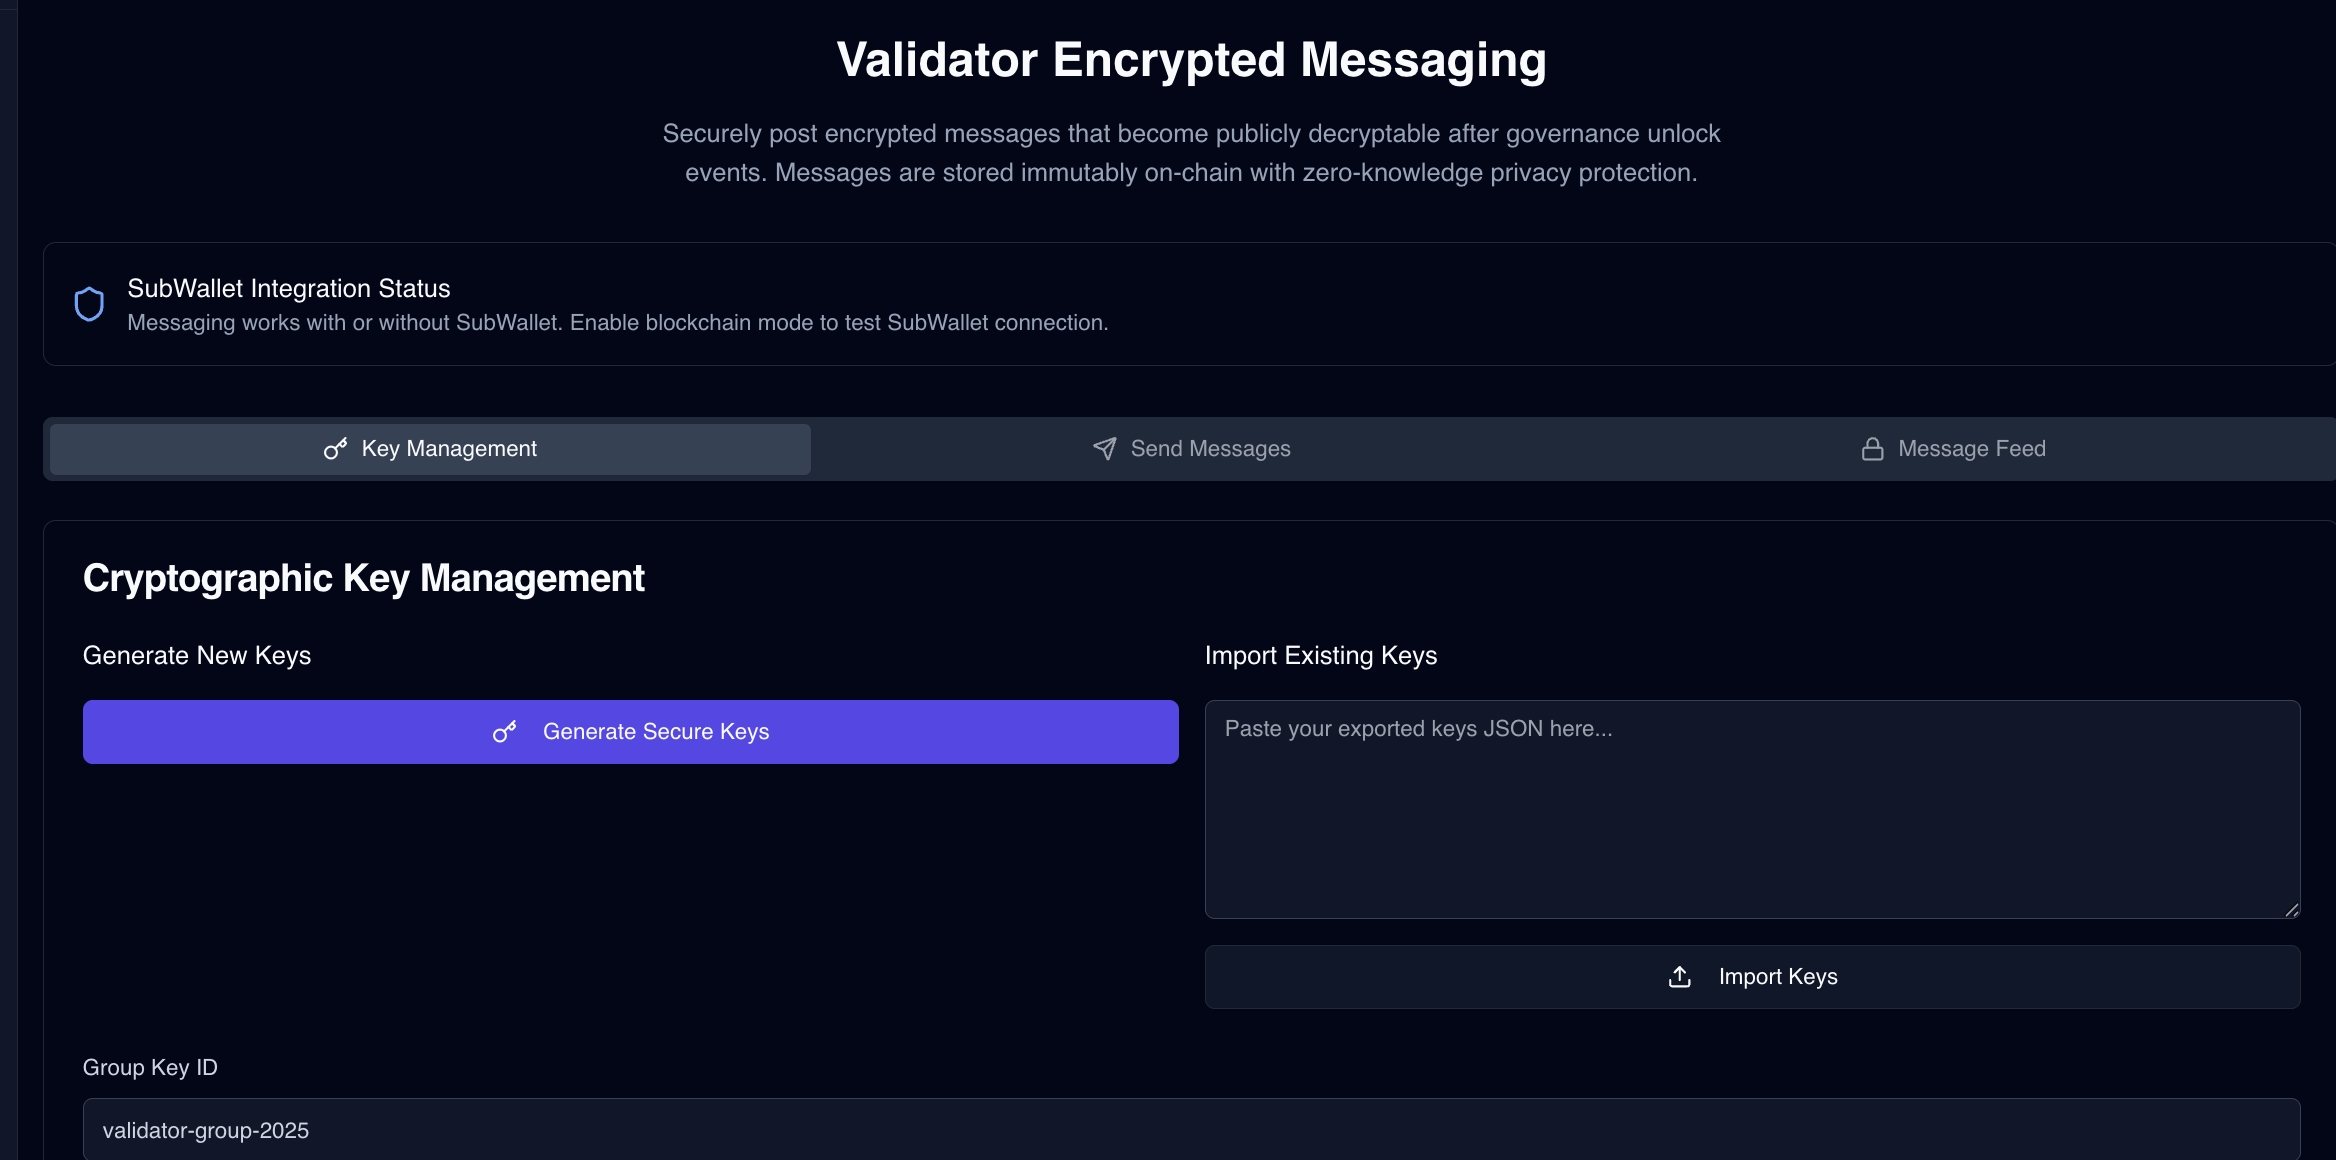 Validator Encrypted Messaging
Securely post encrypted messages that become publicly decryptable after governance unlock
events. Messages are stored immutably on-chain with zero-knowledge privacy protection.
SubWallet Integration Status
Messaging works with or without SubWallet. Enable blockchain mode to test SubWallet connection.
Key Management
Send Messages
Message Feed
Cryptographic Key Management
Generate New Keys
Generate Secure Keys
Import Existing Keys
Paste your exported keys JSON here...
Import Keys
Group Key ID
validator-group-2025